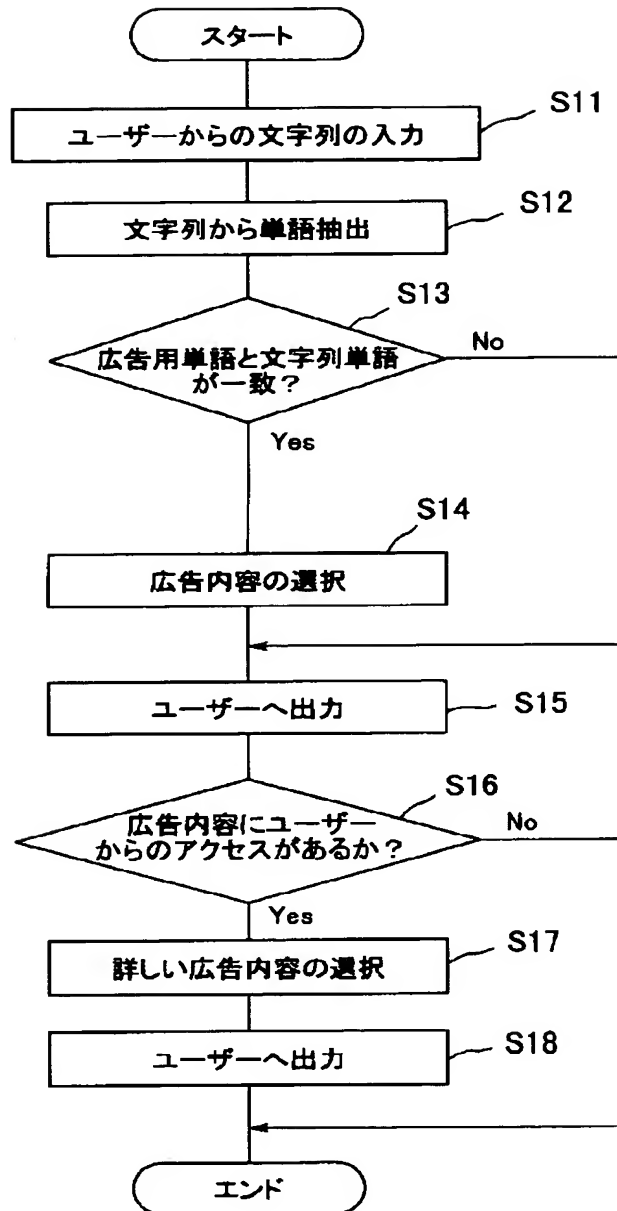 スタート
S11
ユーザーからの文字列の入力
S12
文字列から単語抽出
S13
広告用単語と文字列単語
が一致？
No
Yes
S14
広告内容の選択
ユーザーへ出力
S15
S16
広告内容にユーザー
からのアクセスがあるか？
No
Yes
S17
詳しい広告内容の選択
S18
ユーザーへ出力
エンド